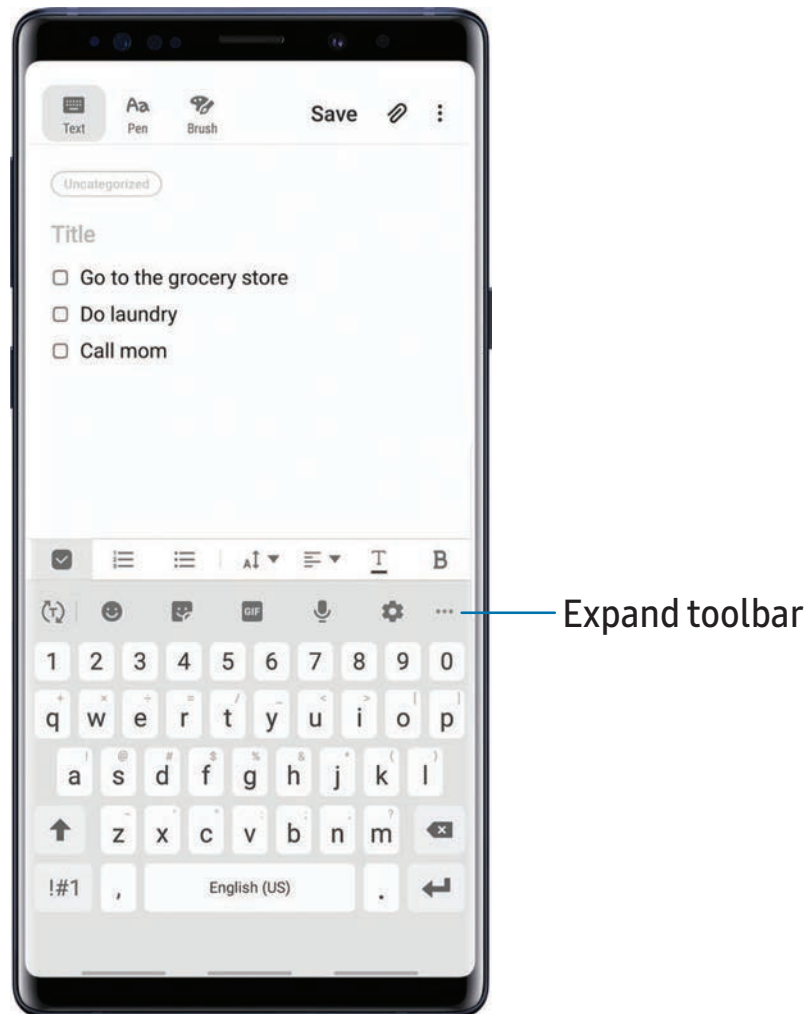 Text
Aa
Pen
Brush
Save
Uncategorized
Title
Go to the grocery store
Do laundry
Call mom
A T B
T GIF
Expand toolbar
1 2 3 4 5 6 7 8 9 0
q w e r t y u i o p
a s d f g h j k l
z x c v b n m
!#1 , English (US) .